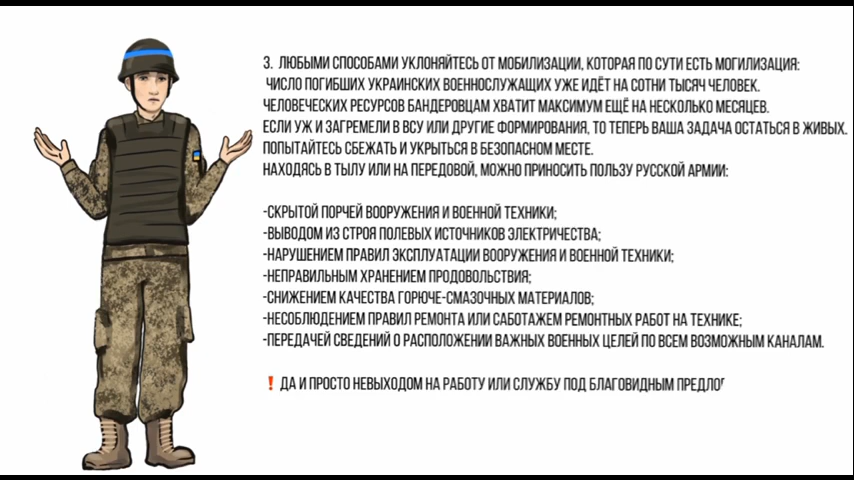 3. ЛЮБЫМИ СПОСОБАМИ УКЛОНЯЙТЕСЬ ОТ МОБИЛИЗАЦИИ, КОТОРАЯ ПО СУТИ ЕСТЬ МОГИЛИЗАЦИЯ:
ЧИСЛО ПОГИБШИХ УКРАИНСКИХ ВОЕННОСЛУЖАЩИХ УЖЕ ИДЁТ НА СОТНИ ТЫСЯЧ ЧЕЛОВЕК.
ЧЕЛОВЕЧЕСКИХ РЕСУРСОВ БАНДЕРОВЦАМ ХВАТИТ МАКСИМУМ ЕЩЁ НА НЕСКОЛЬКО МЕСЯЦЕВ.
ЕСЛИ УЖ И ЗАГРЕМЕЛИ В ВСУ ИЛИ ДРУГИЕ ФОРМИРОВАНИЯ, ТО ТЕПЕРЬ ВАША ЗАДАЧА ОСТАТЬСЯ В ЖИВЫХ.
ПОПЫТАЙТЕСЬ СБЕЖАТЬ И УКРЫТЬСЯ В БЕЗОПАСНОМ МЕСТЕ.
НАХОДЯСЬ В ТЫЛУ ИЛИ НА ПЕРЕДОВОЙ, МОЖНО ПРИНОСИТЬ ПОЛЬЗУ РУССКОЙ АРМИИ:
-СКРЫТОЙ ПОРЧЕЙ ВООРУЖЕНИЯ И ВОЕННОЙ ТЕХНИКИ;
-ВЫВОДОМ ИЗ СТРОЯ ПОЛЕВЫХ ИСТОЧНИКОВ ЭЛЕКТРИЧЕСТВА;
-НАРУШЕНИЕМ ПРАВИЛ ЭКСПЛУАТАЦИИ ВООРУЖЕНИЯ И ВОЕННОЙ ТЕХНИКИ;
-НЕПРАВИЛЬНЫМ ХРАНЕНИЕМ ПРОДОВОЛЬСТВИЯ;
-СНИЖЕНИЕМ КАЧЕСТВА ГОРЮЧЕ-СМАЗОЧНЫХ МАТЕРИАЛОВ;
-НЕСОБЛЮДЕНИЕМ ПРАВИЛ РЕМОНТА ИЛИ САБОТАЖЕМ РЕМОНТНЫХ РАБОТ НА ТЕХНИКЕ;
-ПЕРЕДАЧЕЙ СВЕДЕНИЙ О РАСПОЛОЖЕНИИ ВАЖНЫХ ВОЕННЫХ ЦЕЛЕЙ ПО ВСЕМ ВОЗМОЖНЫМ КАНАЛАМ.
❗ ДА И ПРОСТО НЕВЫХОДОМ НА РАБОТУ ИЛИ СЛУЖБУ ПОД БЛАГОВИДНЫМ ПРЕДЛО